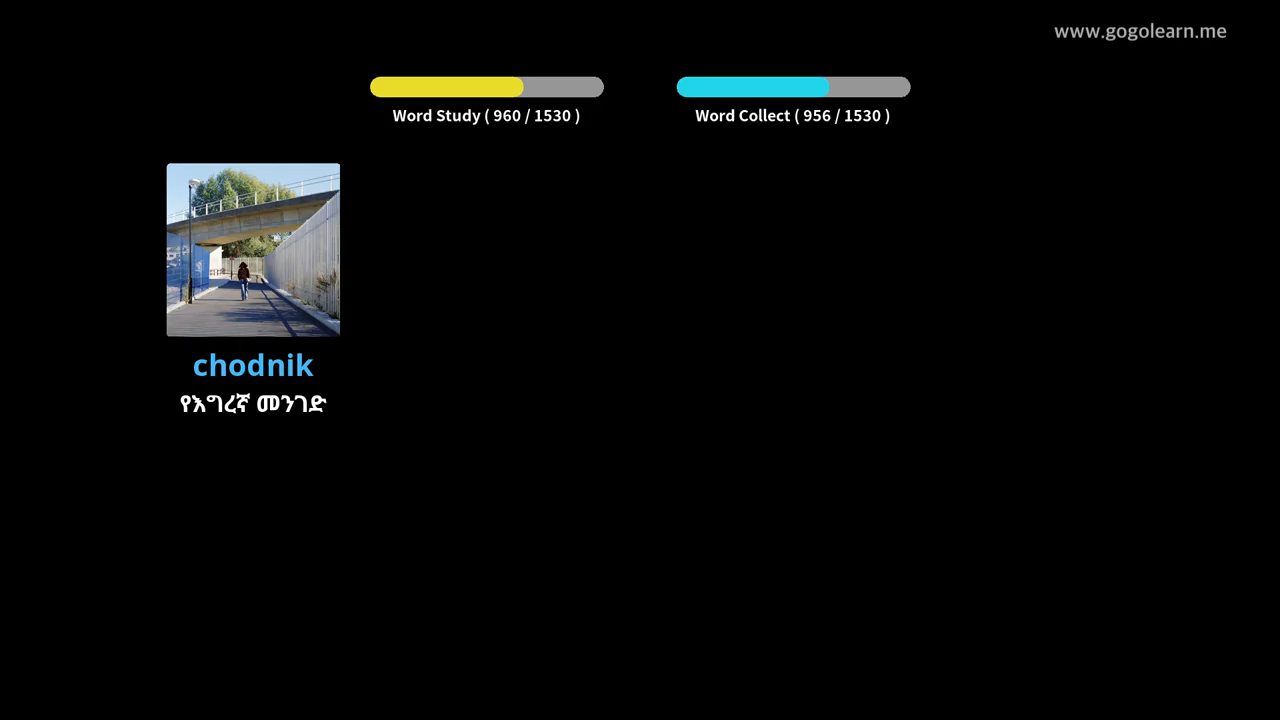 www.gogolearn.me
Word Study ( 960 / 1530 )
Word Collect ( 956 / 1530 )
chodnik
የእግረኛ መንገድ